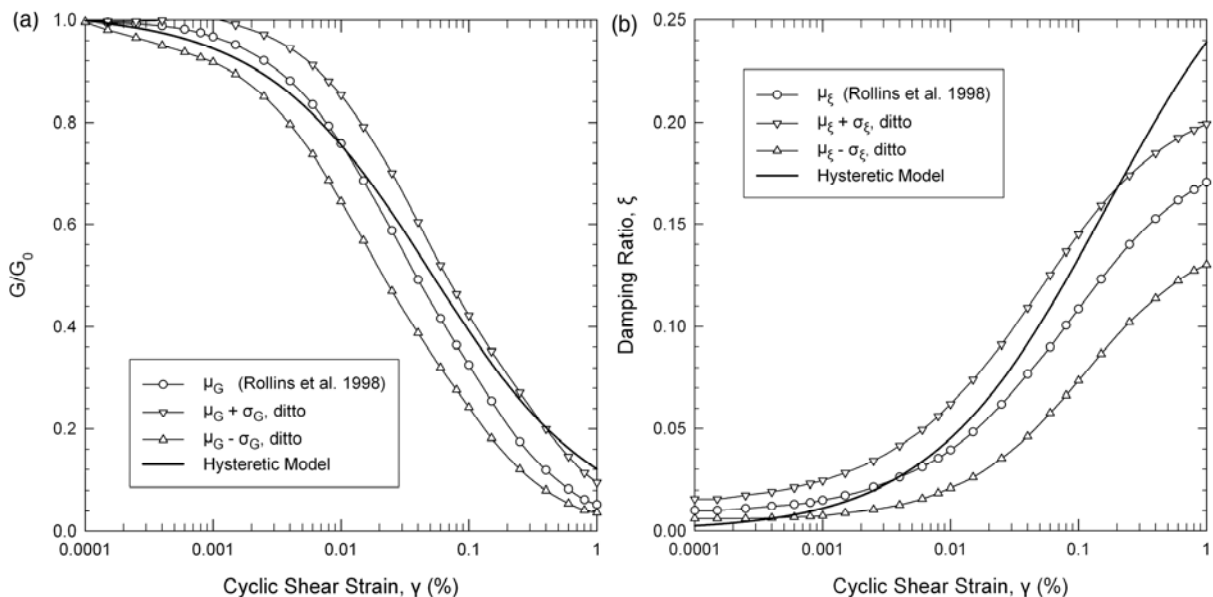 (a)
1.0
0.8
0.6
0.4
0.2
0.0
G/G₀
μG (Rollins et al. 1998)
μG + σG, ditto
μG - σG, ditto
Hysteretic Model
0.0001 0.001 0.01 0.1 1
Cyclic Shear Strain, γ (%)
(b)
0.25
0.20
0.15
0.10
0.05
0.00
Damping Ratio, ξ
μξ (Rollins et al. 1998)
μξ + σξ, ditto
μξ - σξ, ditto
Hysteretic Model
0.0001 0.001 0.01 0.1 1
Cyclic Shear Strain, γ (%)